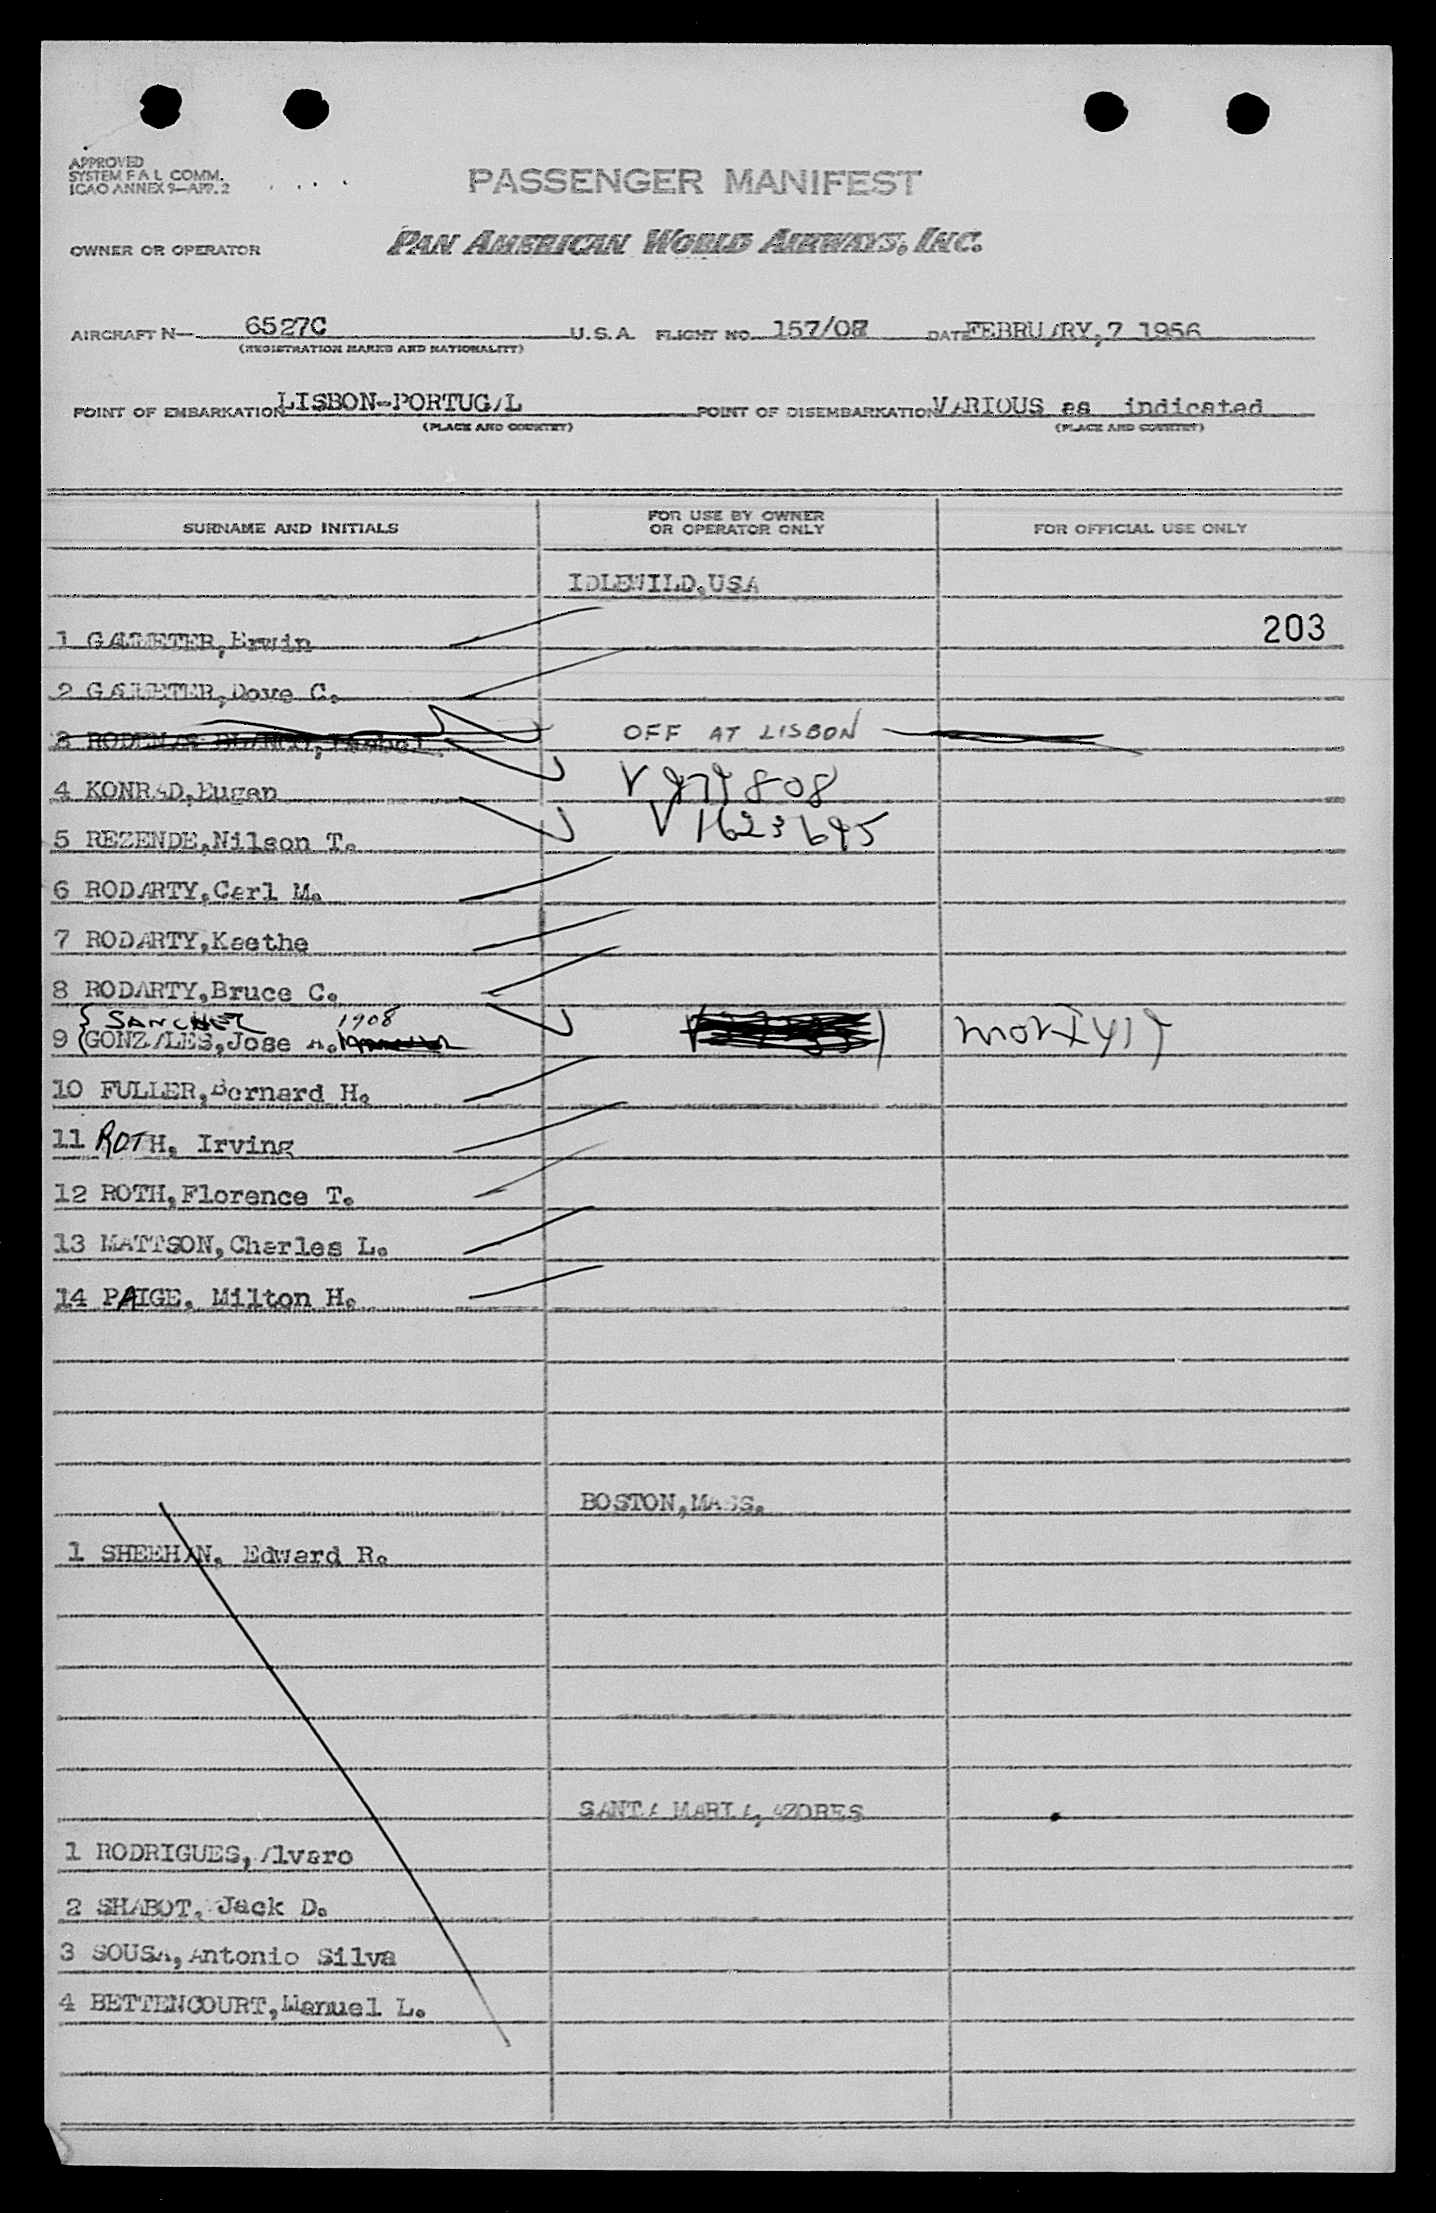 APPROVED
SYSTEM F A L COMM.
ICAO ANNEX 9—APP. 2
PASSENGER MANIFEST
OWNER OR OPERATOR PAN AMERICAN WORLD AIRWAYS, INC.
AIRCRAFT N— 6527C U.S.A. FLIGHT NO. 157/08 DATE FEBRUARY,7 1956
(REGISTRATION MARKS AND NATIONALITY)
POINT OF EMBARKATION LISBON-PORTUGAL POINT OF DISEMBARKATION VARIOUS as indicated
(PLACE AND COUNTRY) (PLACE AND COUNTRY)
SURNAME AND INITIALS FOR USE BY OWNER OR OPERATOR ONLY FOR OFFICIAL USE ONLY
IDLEWILD,USA
203
1 Erwin
2 C.
3 OFF AT LISBON
4 KONRAD,Eugen V 979808
5 REZENDE,Nilson T. V 1623695
6 RODARTY,Carl M.
7 RODARTY,Kaethe
8 RODARTY,Bruce C.
SANCHEZ 1908
9 GONZALES,Jose
10 FULLER,Bernard H.
11 ROTH, Irving
12 ROTH,Florence T.
13 MATTSON,Charles L.
14 PAIGE, Milton H.
BOSTON,MASS.
1 SHEEHAN, Edward R.
SANTA MARIA, AZORES
1 RODRIGUES,Alvaro
2 SHABOT, Jack D.
3 SOUSA,Antonio Silva
4 BETTENCOURT,Manuel L.